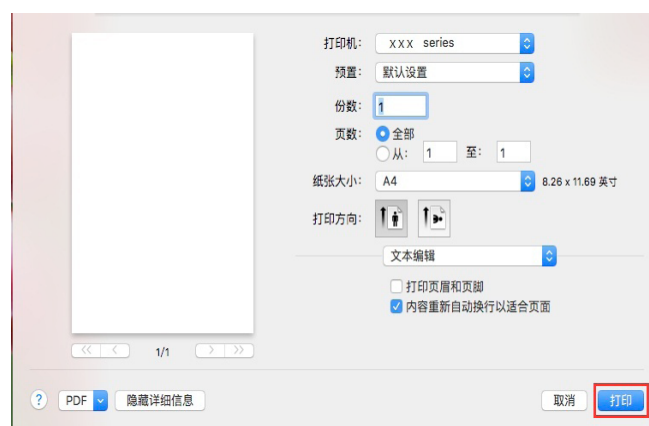 打印机： xxx series
预置： 默认设置
份数： 1
页数： 全部
从： 1 至： 1
纸张大小： A4 8.26 x 11.69 英寸
打印方向：
文本编辑
打印页眉和页脚
内容重新自动换行以适合页面
1/1
? PDF 隐藏详细信息 取消 打印